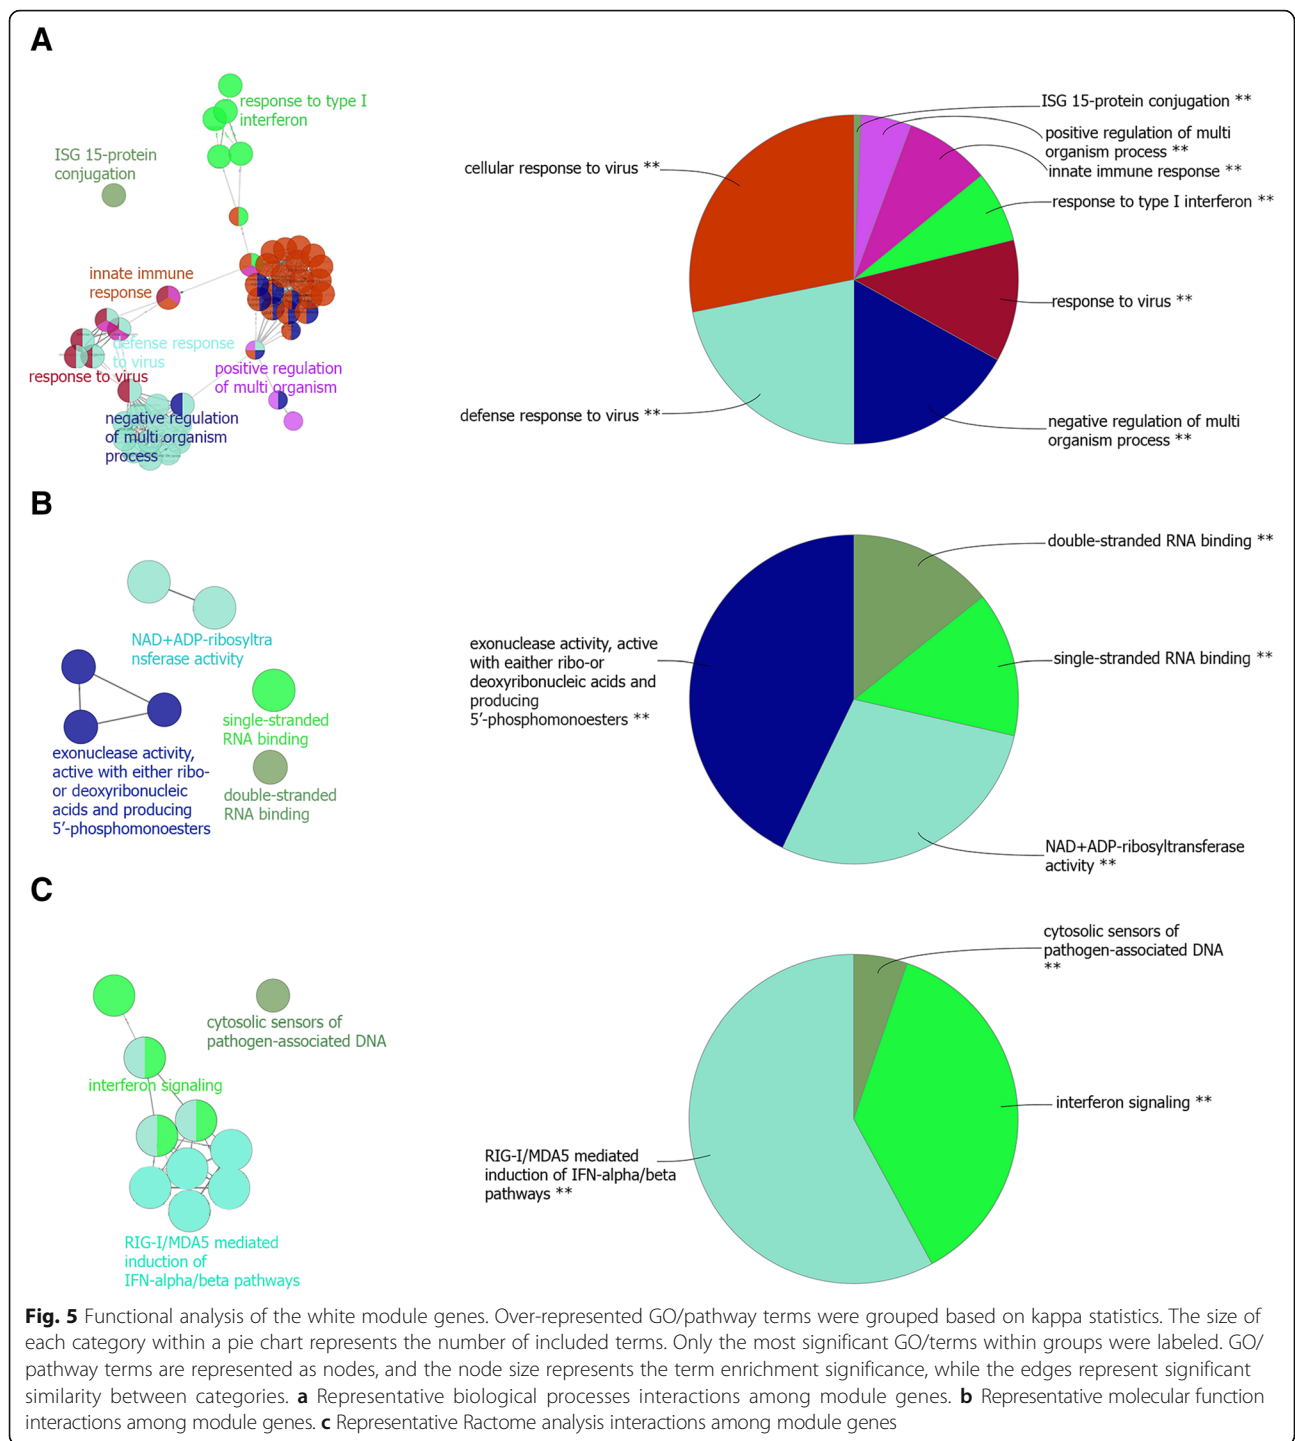 A
response to type I
interferon
ISG 15-protein
conjugation
innate immune
response
defense response
to virus
response to virus
positive regulation
of multi organism
negative regulation
of multi organism
process
ISG 15-protein conjugation **
positive regulation of multi
organism process **
innate immune response **
response to type I interferon **
response to virus **
negative regulation of multi
organism process **
cellular response to virus **
defense response to virus **
B
NAD+ADP-ribosyltra
nsferase activity
single-stranded
RNA binding
double-stranded
RNA binding
exonuclease activity,
active with either ribo-
or deoxyribonucleic
acids and producing
5’-phosphomonoesters
exonuclease activity, active
with eaither ribo-or
deoxyribonucleic acids and
producing
5’-phosphomonoesters **
double-stranded RNA binding **
single-stranded RNA binding **
NAD+ADP-ribosyltransferase
activity **
C
cytosolic sensors of
pathogen-associated DNA
interferon signaling
RIG-I/MDA5 mediated
induction of
IFN-alpha/beta pathways
cytosolic sensors of
pathogen-associated DNA
**
interferon signaling **
RIG-I/MDA5 mediated
induction of IFN-alpha/beta
pathways **
Fig. 5 Functional analysis of the white module genes. Over-represented GO/pathway terms were grouped based on kappa statistics. The size of
each category within a pie chart represents the number of included terms. Only the most significant GO/terms within groups were labeled. GO/
pathway terms are represented as nodes, and the node size represents the term enrichment significance, while the edges represent significant
similarity between categories. a Representative biological processes interactions among module genes. b Representative molecular function
interactions among module genes. c Representative Ractome analysis interactions among module genes